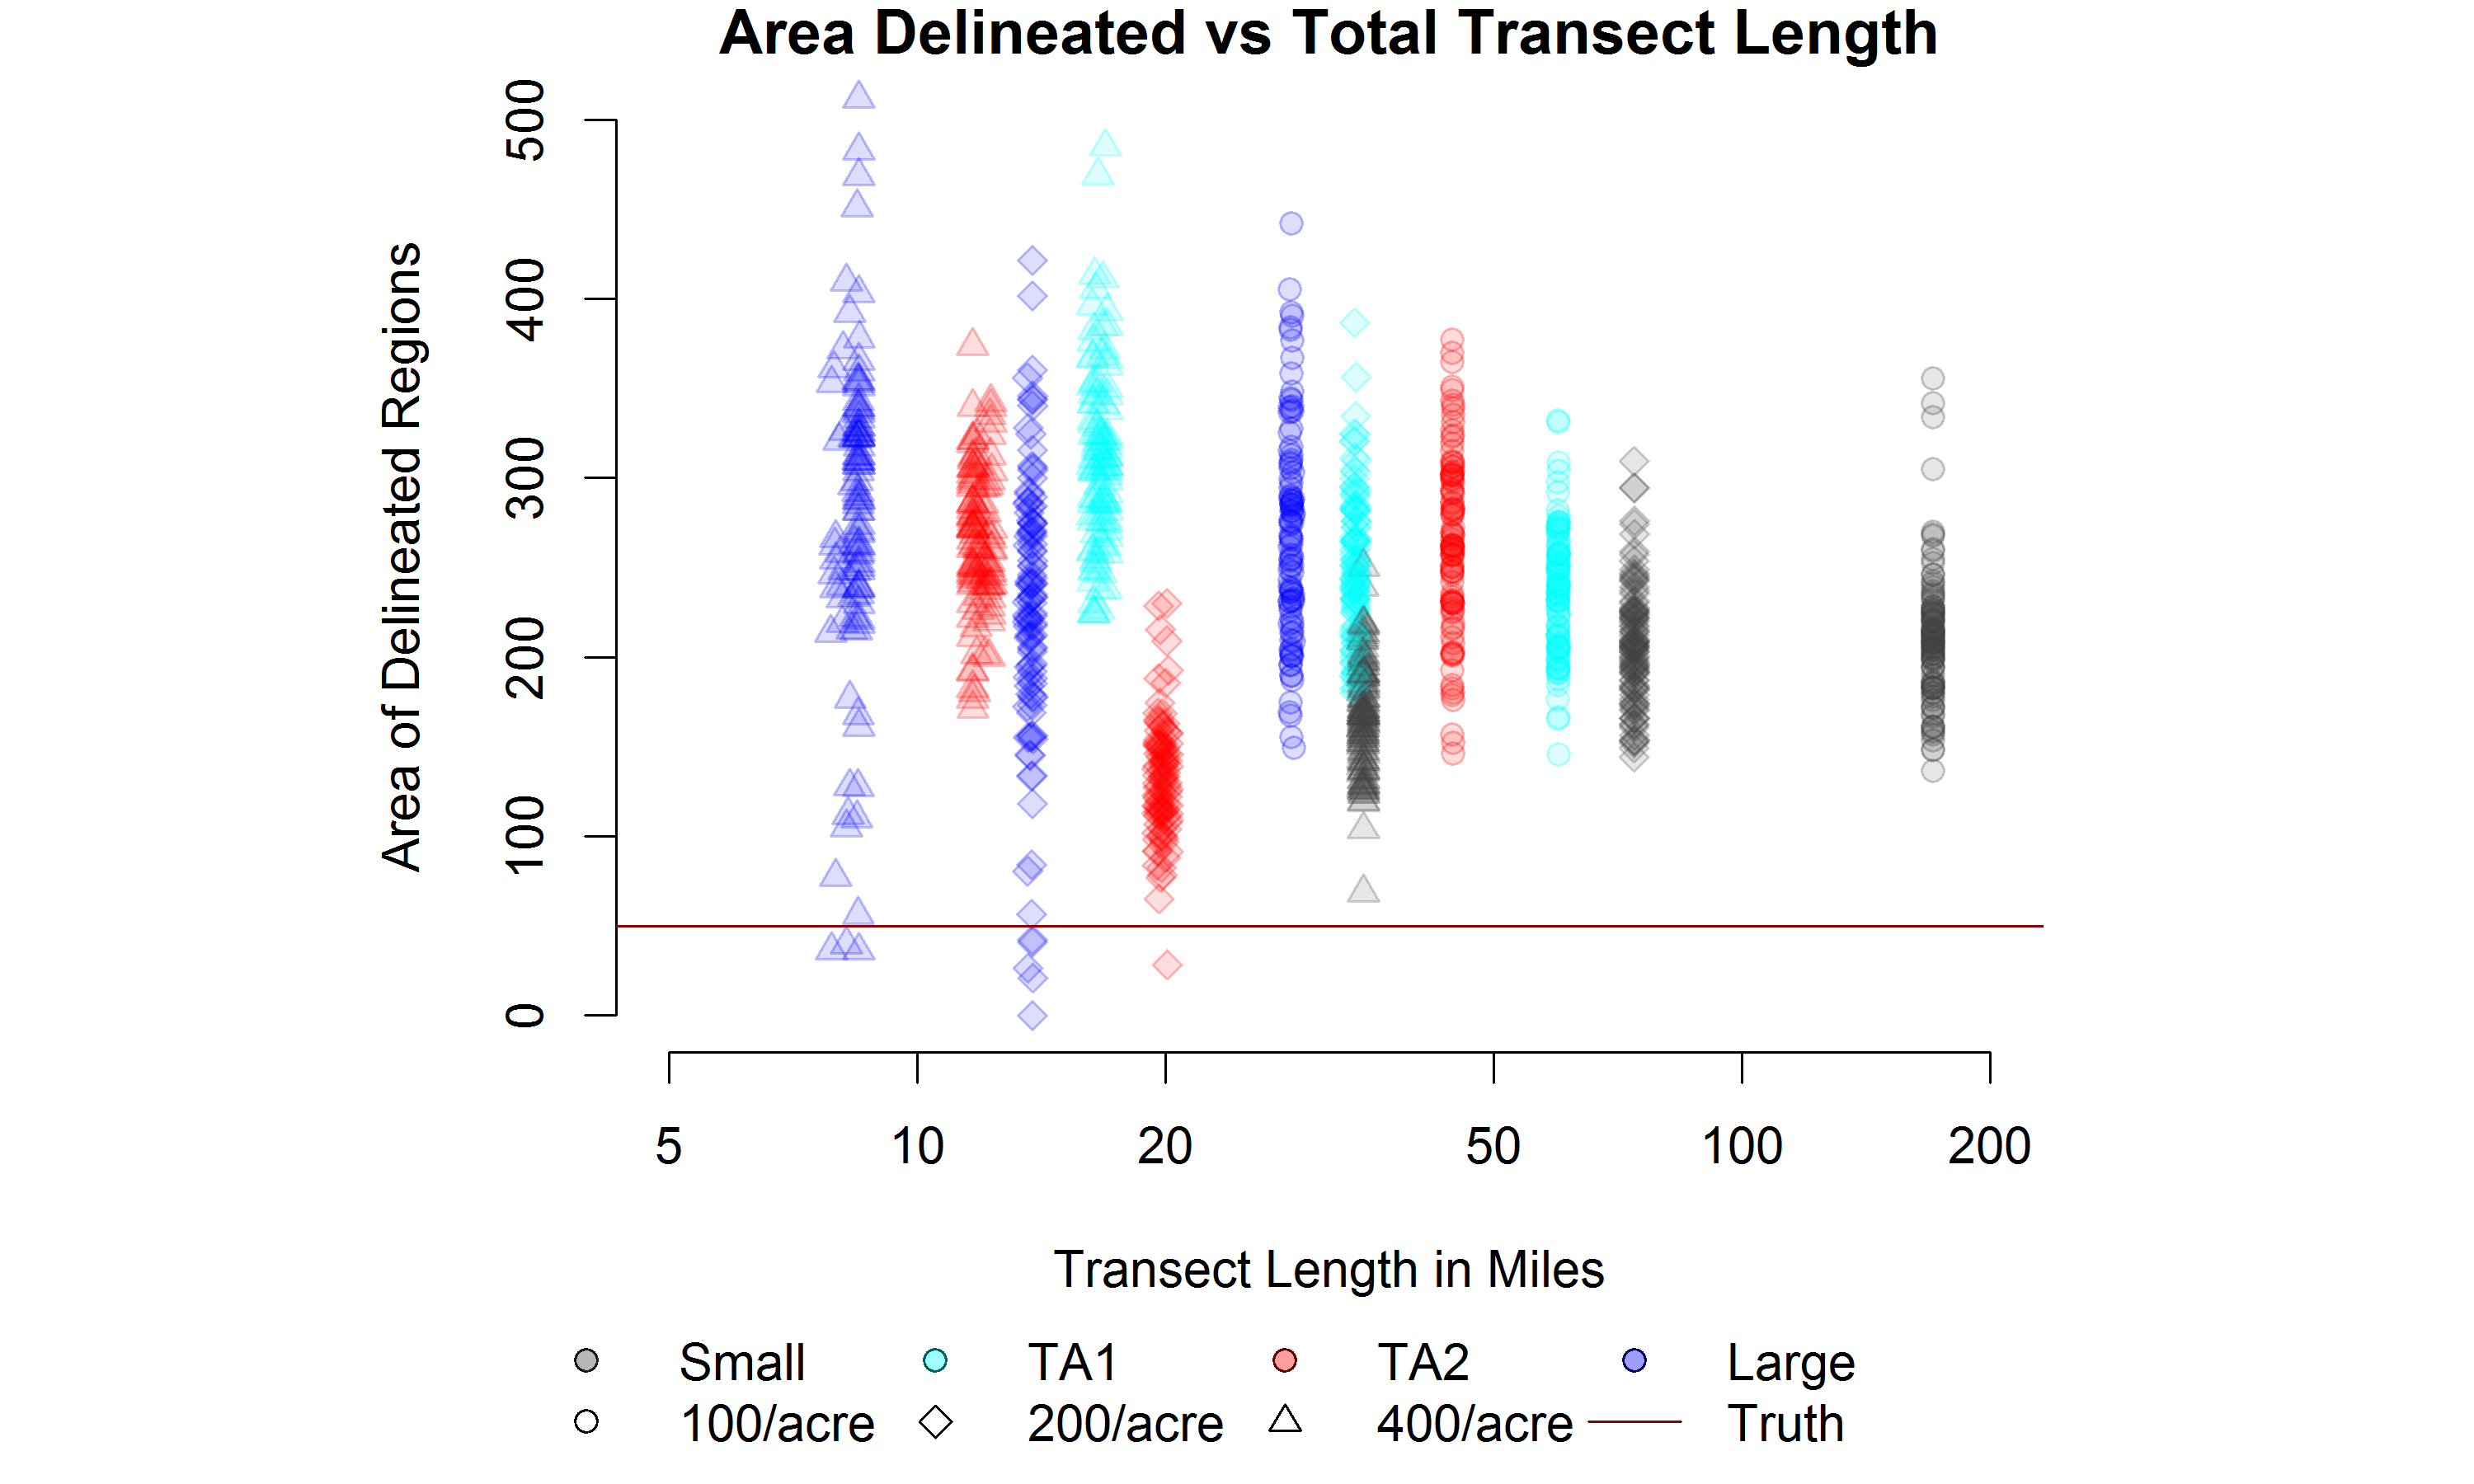 Area Delineated vs Total Transect Length
Area of Delineated Regions
500
400
300
200
100
0
5 10 20 50 100 200
Transect Length in Miles
Small TA1 TA2 Large
100/acre 200/acre 400/acre Truth